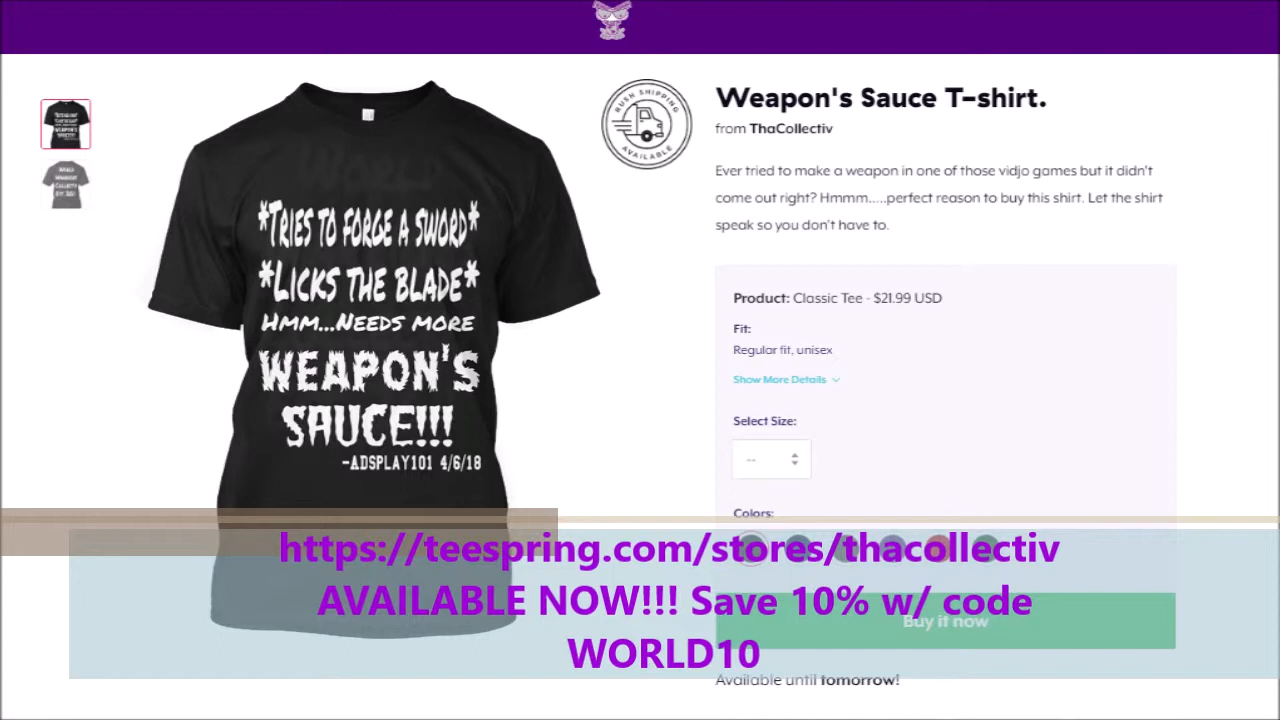 RUSH SHIPPING
AVAILABLE
Weapon's Sauce T-shirt.
from ThaCollectiv
Ever tried to make a weapon in one of those vidjo games but it didn't
come out right? Hmmm.....perfect reason to buy this shirt. Let the shirt
speak so you don't have to.
*TRIES TO FORGE A SWORD*
*LICKS THE BLADE*
HMM...NEEDS MORE
WEAPON'S
SAUCE!!!
-ADSPLAY101 4/6/18
Product: Classic Tee - $21.99 USD
Fit:
Regular fit, unisex
Show More Details
Select Size:
--
Colors:
https://teespring.com/stores/thacollectiv
AVAILABLE NOW!!! Save 10% w/ code
WORLD10
Buy it now
Available until tomorrow!